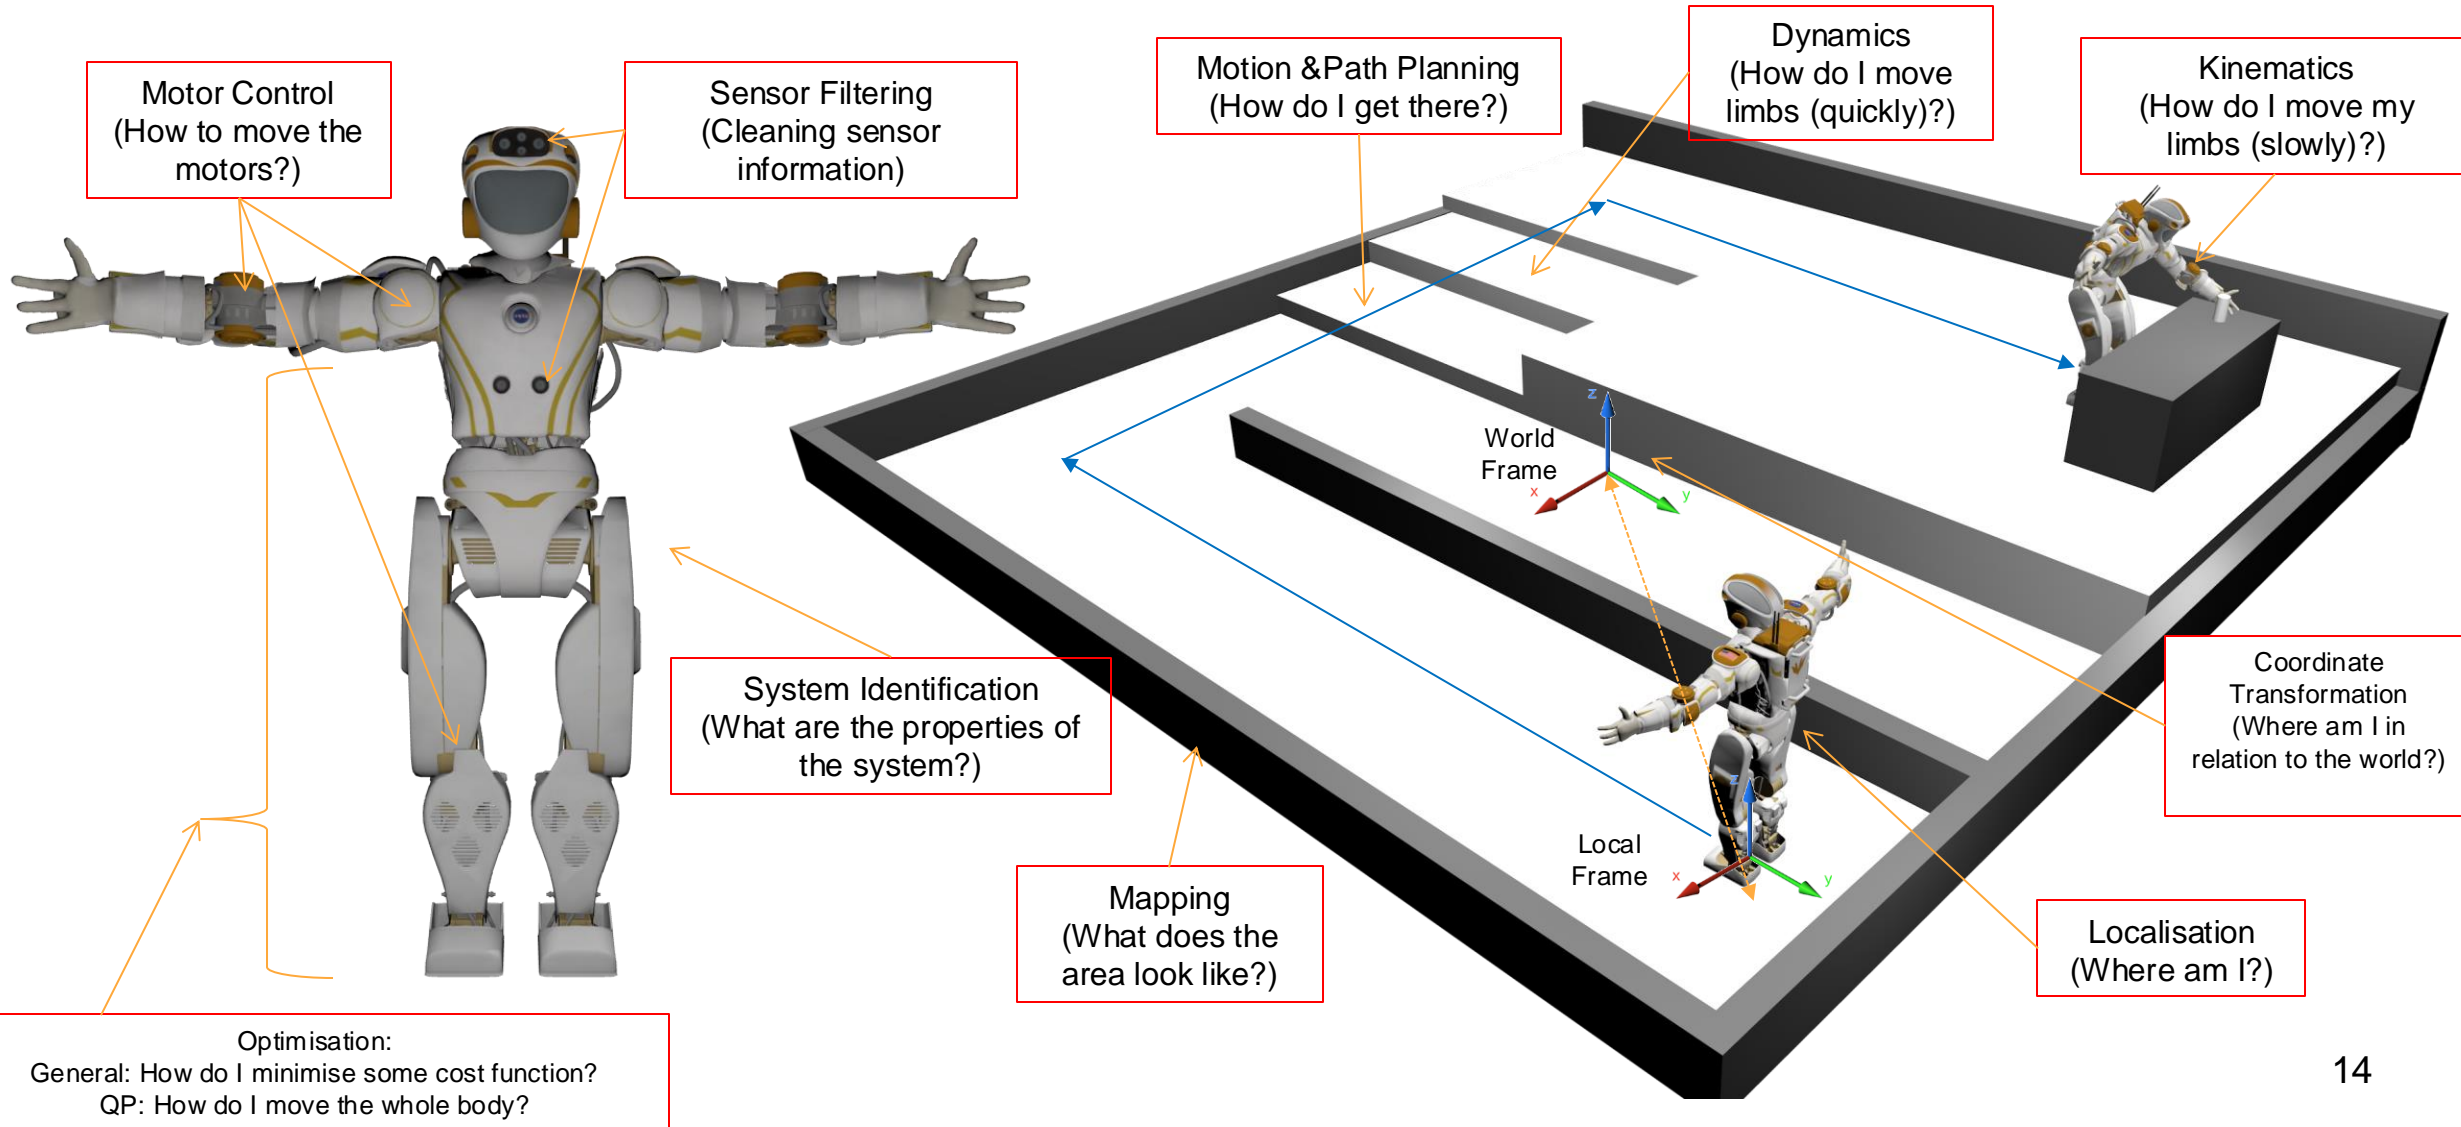 Motor Control
(How to move the
motors?)
Sensor Filtering
(Cleaning sensor
information)
Motion &Path Planning
(How do I get there?)
Dynamics
(How do I move
limbs (quickly)?)
Kinematics
(How do I move my
limbs (slowly)?)
World
Frame
z
x
y
System Identification
(What are the properties of
the system?)
Coordinate
Transformation
(Where am I in
relation to the world?)
Local
Frame
z
x
y
Mapping
(What does the
area look like?)
Localisation
(Where am I?)
Optimisation:
General: How do I minimise some cost function?
QP: How do I move the whole body?
14